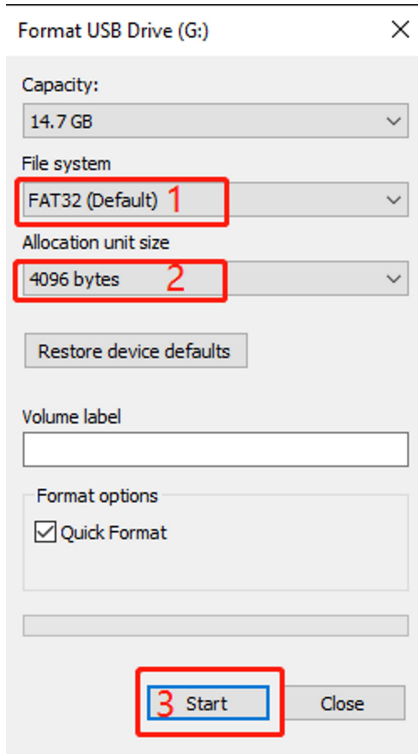 Format USB Drive (G:)
Capacity:
14.7 GB
File system
FAT32 (Default) 1
Allocation unit size
4096 bytes 2
Restore device defaults
Volume label
Format options
Quick Format
3 Start Close